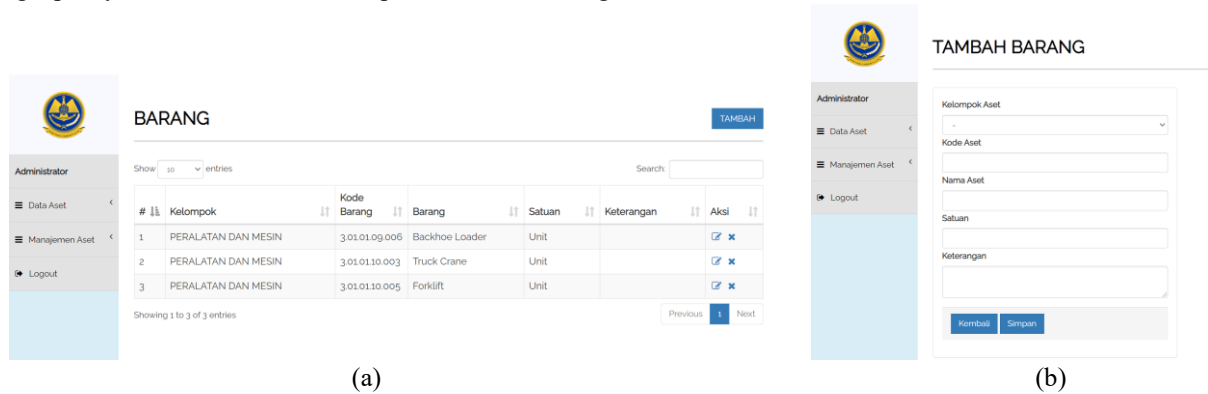 BARANG
TAMBAH
Administrator
Data Aset
Manajemen Aset
Logout
Show 10 entries
Search:
# Kelompok Kode Barang Barang Satuan Keterangan Aksi
1 PERALATAN DAN MESIN 3.01.01.09.006 Backhoe Loader Unit
2 PERALATAN DAN MESIN 3.01.01.10.003 Truck Crane Unit
3 PERALATAN DAN MESIN 3.01.01.10.005 Forklift Unit
Showing 1 to 3 of 3 entries
Previous 1 Next
(a)
TAMBAH BARANG
Administrator
Data Aset
Manajemen Aset
Logout
Kelompok Aset
-
Kode Aset
Nama Aset
Satuan
Keterangan
Kembali Simpan
(b)